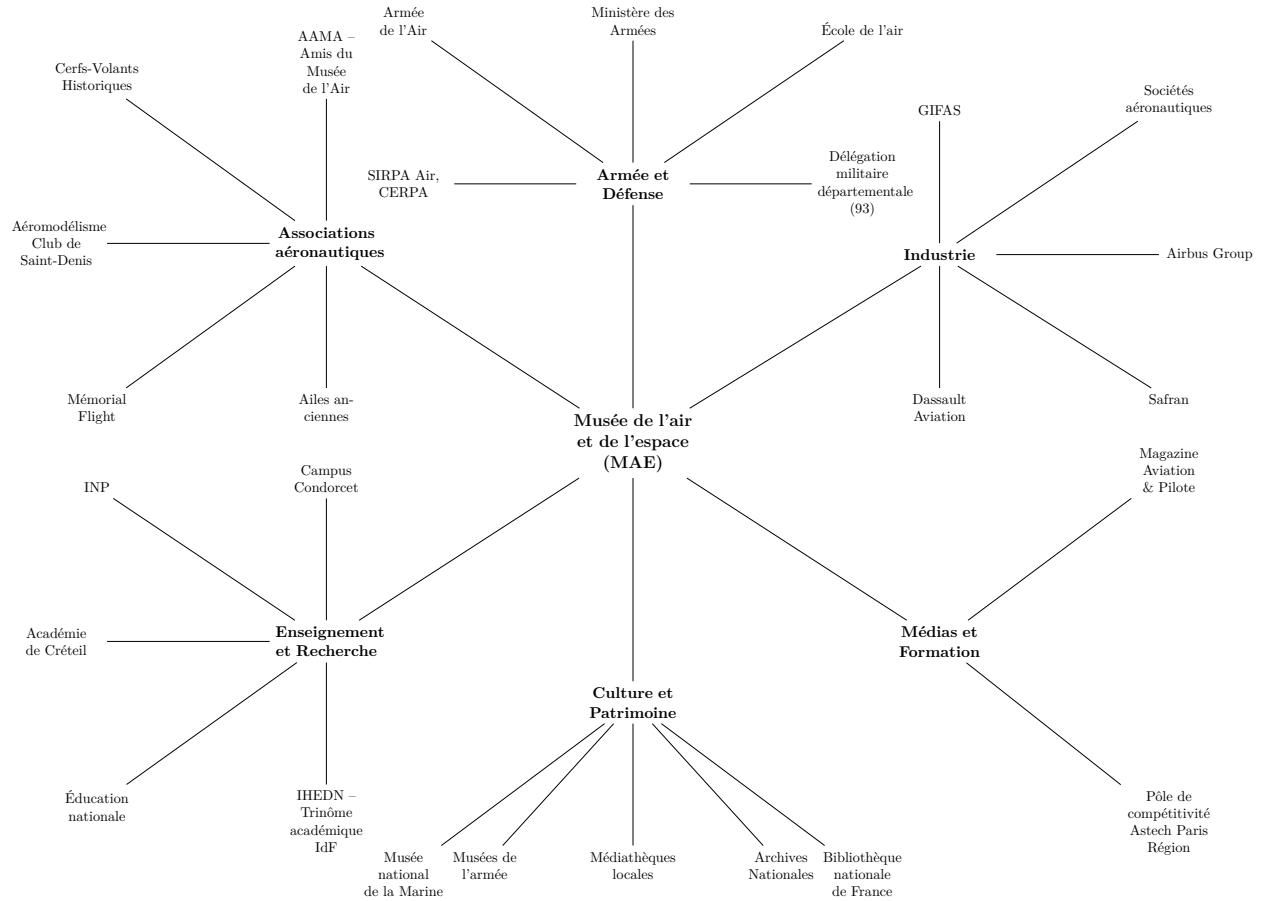 Armée
de l'Air
Ministère des
Armées
École de l'air
AAMA –
Amis du
Musée
de l'Air
Cerfs-Volants
Historiques
Sociétés
aéronautiques
GIFAS
SIRPA Air,
CERPA
Armée et
Défense
Délégation
militaire
départementale
(93)
Aéromodélisme
Club de
Saint-Denis
Associations
aéronautiques
Industrie
Airbus Group
Mémorial
Flight
Ailes an-
ciennes
Dassault
Aviation
Safran
Musée de l'air
et de l'espace
(MAE)
INP
Campus
Condorcet
Magazine
Aviation
& Pilote
Académie
de Créteil
Enseignement
et Recherche
Médias et
Formation
Culture et
Patrimoine
Éducation
nationale
IHEDN –
Trinôme
académique
IdF
Pôle de
compétitivité
Astech Paris
Région
Musée
national
de la Marine
Musées de
l'armée
Médiathèques
locales
Archives
Nationales
Bibliothèque
nationale
de France